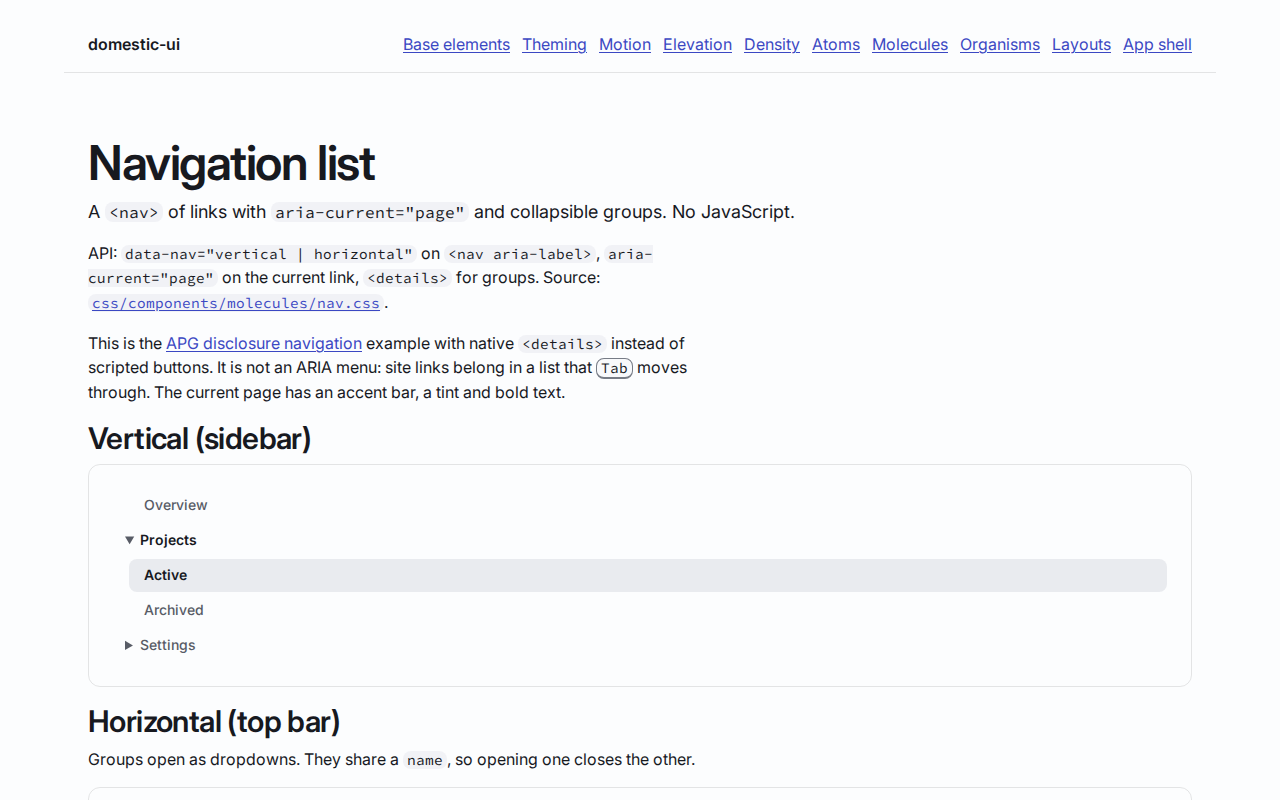 domestic-ui
Base elements Theming Motion Elevation Density Atoms Molecules Organisms Layouts App shell
Navigation list
A <nav> of links with aria-current="page" and collapsible groups. No JavaScript.
API: data-nav="vertical | horizontal" on <nav aria-label>, aria-
current="page" on the current link, <details> for groups. Source:
css/components/molecules/nav.css.
This is the APG disclosure navigation example with native <details> instead of
scripted buttons. It is not an ARIA menu: site links belong in a list that Tab moves
through. The current page has an accent bar, a tint and bold text.
Vertical (sidebar)
Overview
Projects
Active
Archived
Settings
Horizontal (top bar)
Groups open as dropdowns. They share a name, so opening one closes the other.